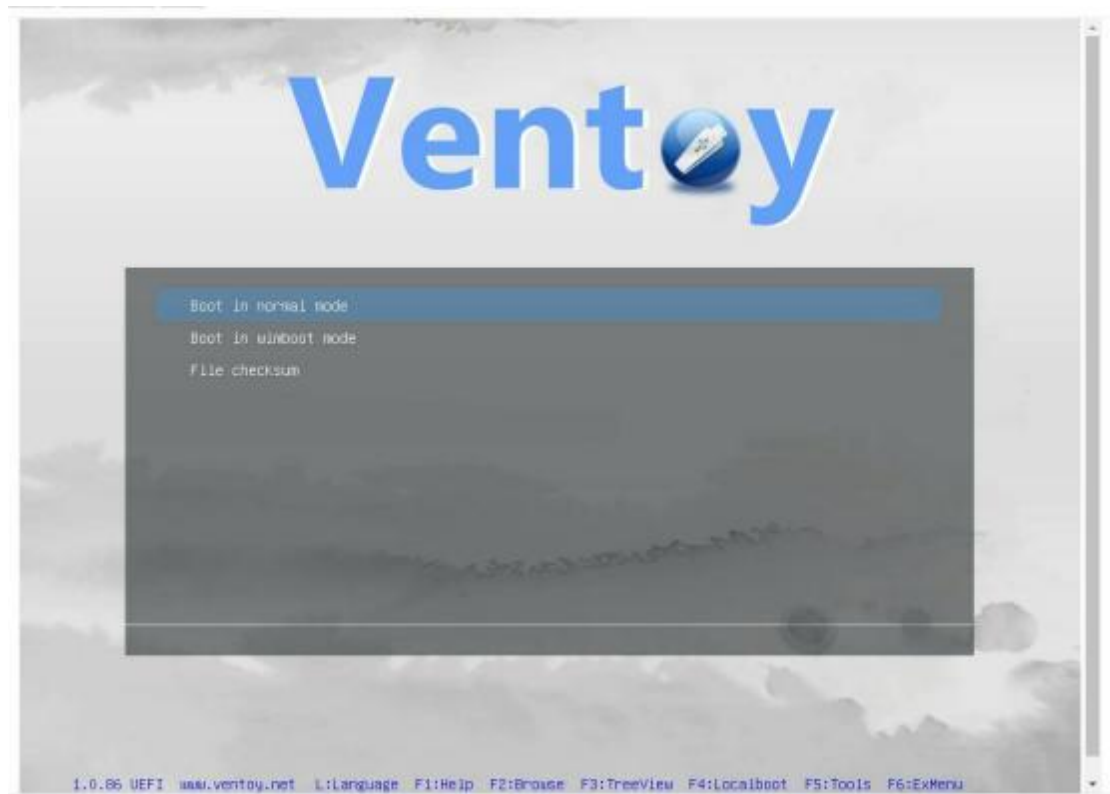 Ventoy
Boot in normal mode
Boot in wimboot mode
File checksum
1.0.86 UEFI www.ventoy.net L:Language F1:Help F2:Browse F3:TreeView F4:Localboot F5:Tools F6:ExMenu